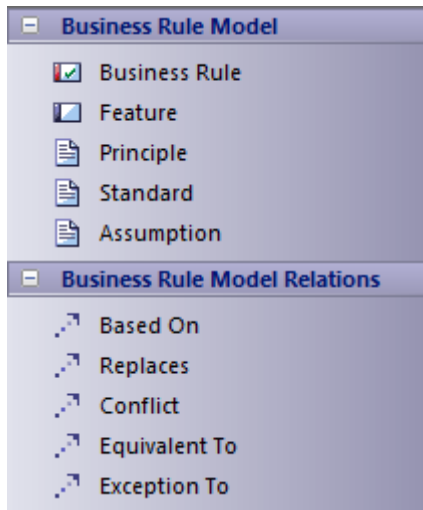 Business Rule Model
Business Rule
Feature
Principle
Standard
Assumption
Business Rule Model Relations
Based On
Replaces
Conflict
Equivalent To
Exception To